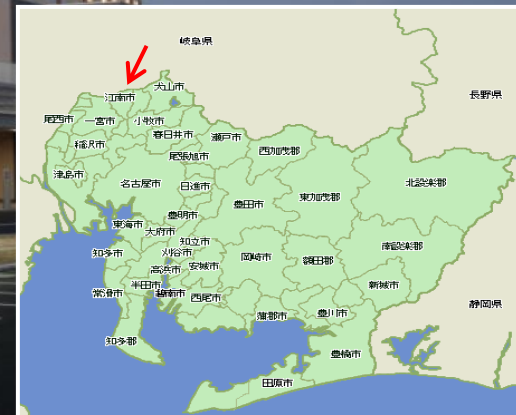 岐阜県
長野県
犬山市
江南市
尾西市
一宮市
小牧市
春日井市
瀬戸市
稲沢市
尾張旭市
西加茂郡
津島市
名古屋市
日進市
豊田市
東加茂郡
北設楽郡
東海市
豊明市
大府市
知立市
知多市
刈谷市
岡崎市
額田郡
南設楽郡
高浜市
安城市
半田市
碧南市
常滑市
西尾市
新城市
静岡県
蒲郡市
豊川市
知多郡
豊橋市
田原市